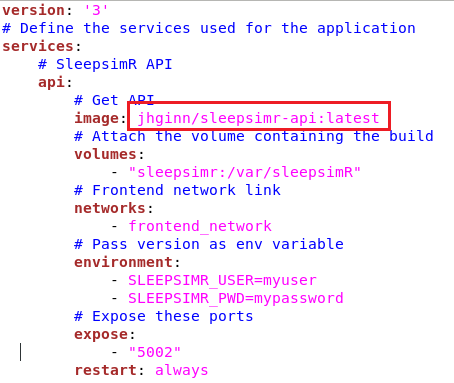 version: '3'
# Define the services used for the application
services:
    # SleepsimR API
    api:
        # Get API
        image: jhginn/sleepsimr-api:latest
        # Attach the volume containing the build
        volumes:
            - "sleepsimr:/var/sleepsimR"
        # Frontend network link
        networks:
            - frontend_network
        # Pass version as env variable
        environment:
            - SLEEPSIMR_USER=myuser
            - SLEEPSIMR_PWD=mypassword
        # Expose these ports
        expose:
            - "5002"
        restart: always